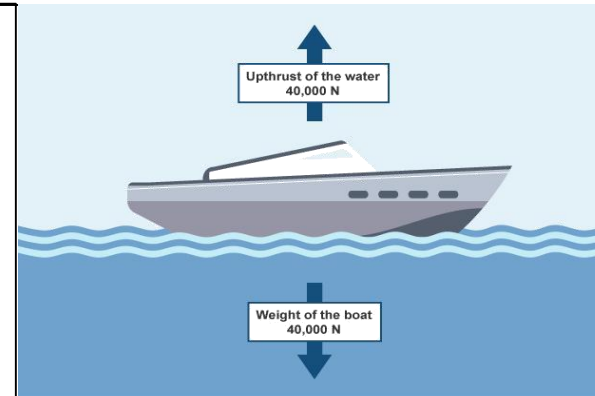 Upthrust of the water
40,000 N
Weight of the boat
40,000 N